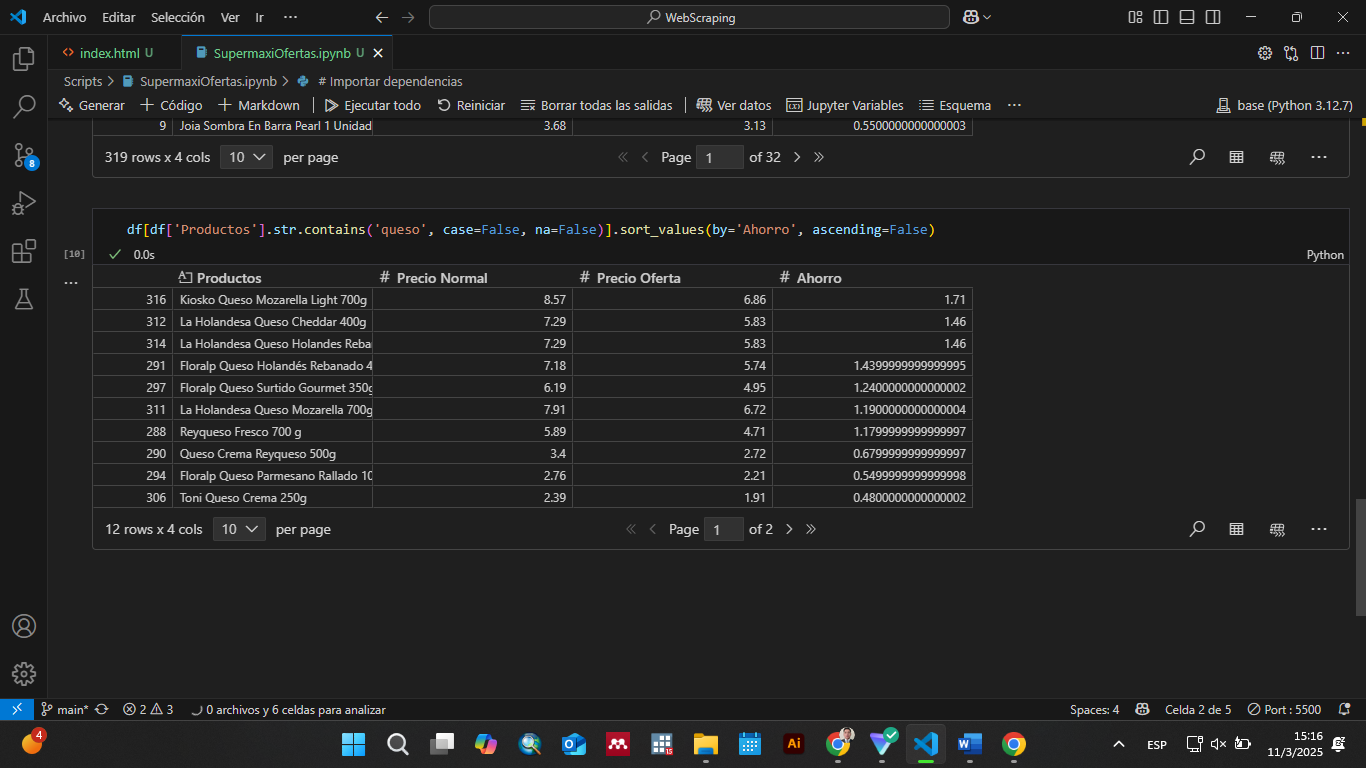 Archivo Editar Selección Ver Ir ··· WebScraping
index.html U SupermaxiOfertas.ipynb U
Scripts > SupermaxiOfertas.ipynb > # Importar dependencias
Generar + Código + Markdown Ejecutar todo Reiniciar Borrar todas las salidas Ver datos Jupyter Variables Esquema ··· base (Python 3.12.7)
9 Joia Sombra En Barra Pearl 1 Unidad 3.68 3.13 0.5500000000000003
319 rows x 4 cols 10 per page Page 1 of 32
df[df['Productos'].str.contains('queso', case=False, na=False)].sort_values(by='Ahorro', ascending=False)
[10] 0.0s Python
Productos # Precio Normal # Precio Oferta # Ahorro
316 Kiosko Queso Mozarella Light 700g 8.57 6.86 1.71
312 La Holandesa Queso Cheddar 400g 7.29 5.83 1.46
314 La Holandesa Queso Holandes Reba 7.29 5.83 1.46
291 Floralp Queso Holandés Rebanado 4 7.18 5.74 1.4399999999999995
297 Floralp Queso Surtido Gourmet 350g 6.19 4.95 1.2400000000000002
311 La Holandesa Queso Mozarella 700g 7.91 6.72 1.1900000000000004
288 Reyqueso Fresco 700 g 5.89 4.71 1.1799999999999997
290 Queso Crema Reyqueso 500g 3.4 2.72 0.6799999999999997
294 Floralp Queso Parmesano Rallado 10 2.76 2.21 0.5499999999999998
306 Toni Queso Crema 250g 2.39 1.91 0.4800000000000002
12 rows x 4 cols 10 per page Page 1 of 2
8
main* 2 3 0 archivos y 6 celdas para analizar Spaces: 4 Celda 2 de 5 Port : 5500
4 15 Ai ESP 15:16
11/3/2025